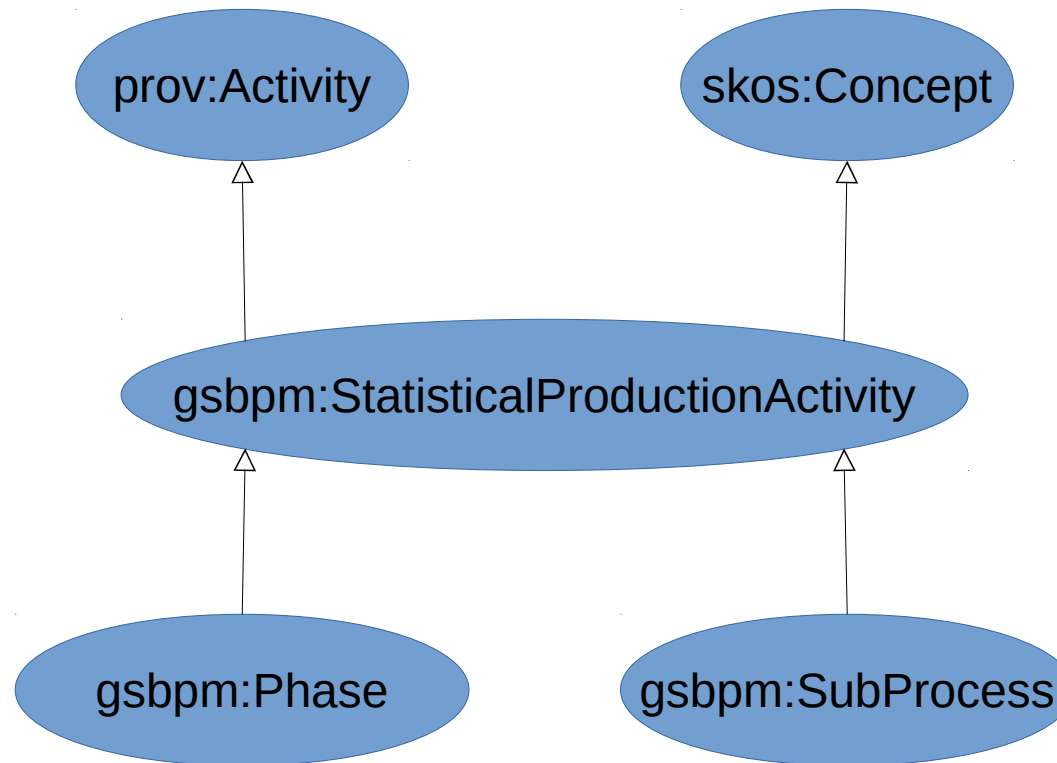 prov:Activity
skos:Concept
gsbpm:StatisticalProductionActivity
gsbpm:Phase
gsbpm:SubProcess